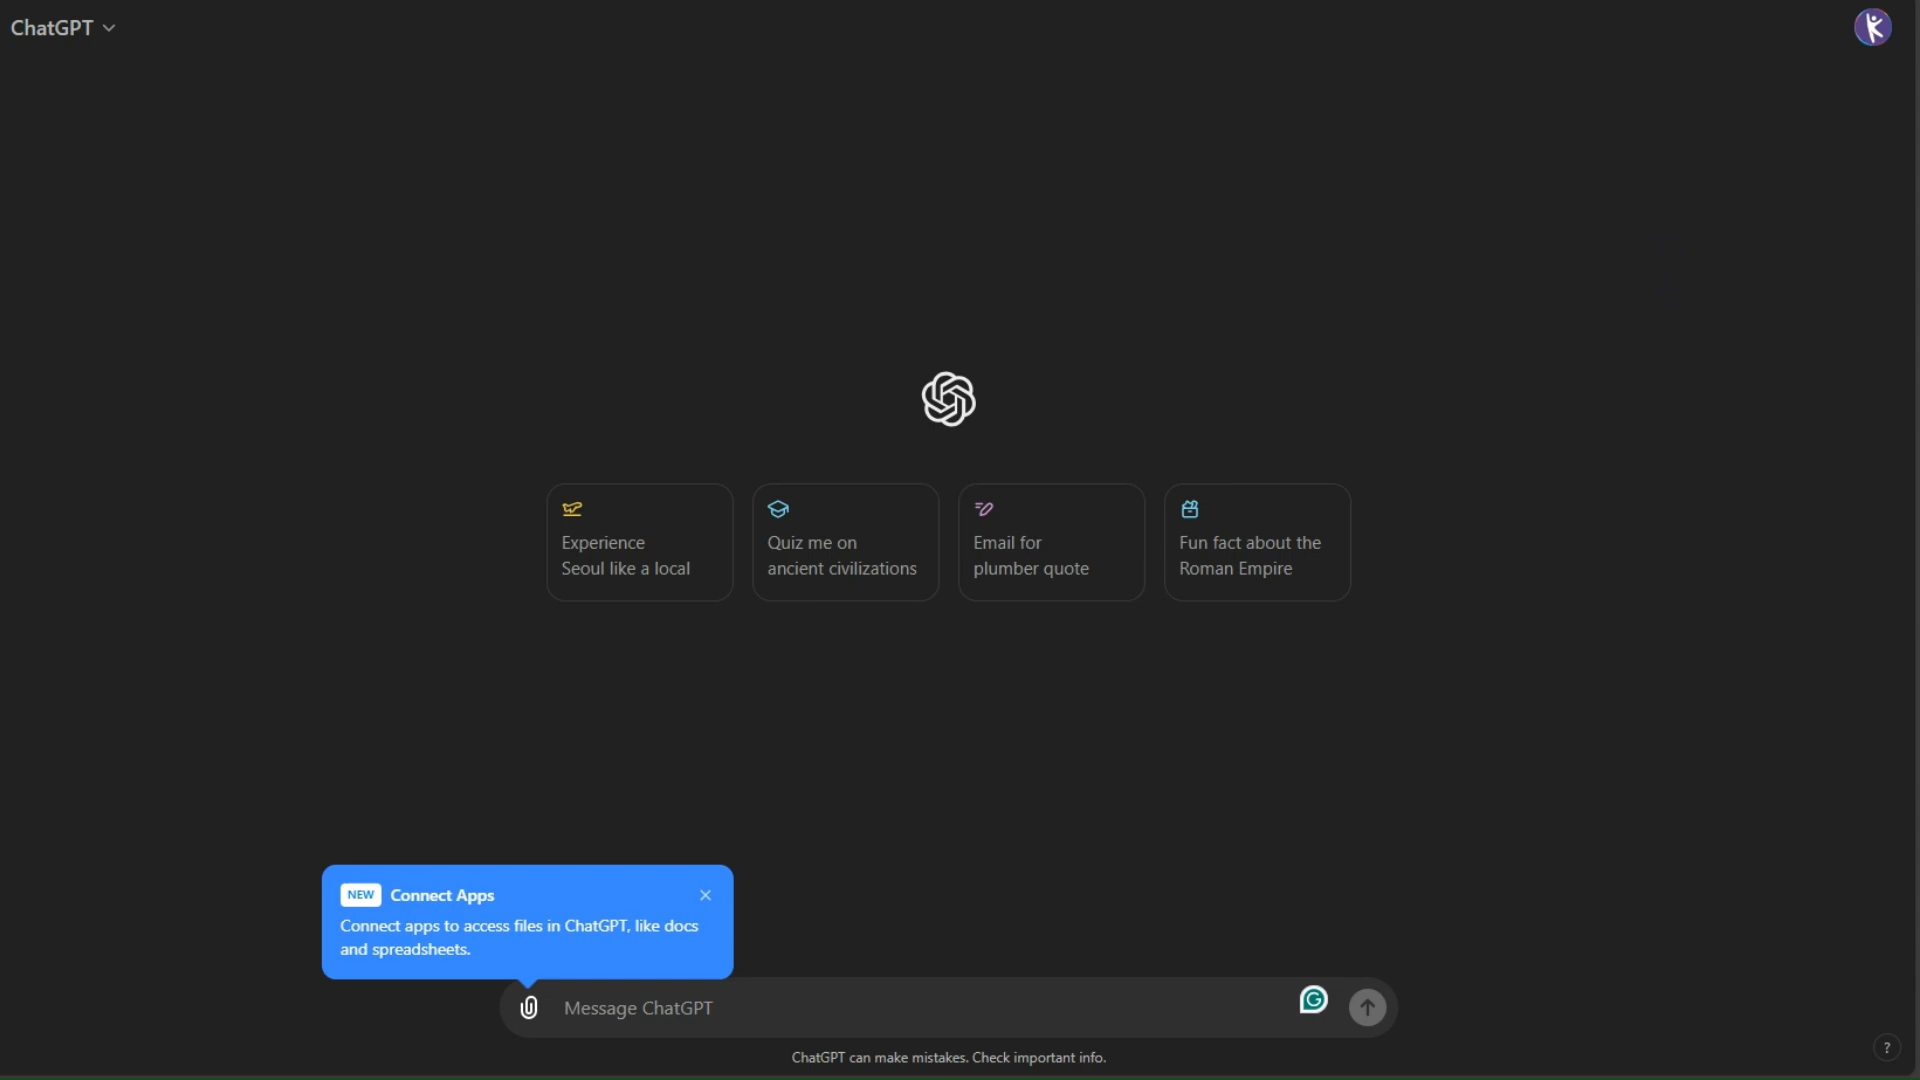 ChatGPT
Experience
Seoul like a local
Quiz me on
ancient civilizations
Email for
plumber quote
Fun fact about the
Roman Empire
NEW Connect Apps
Connect apps to access files in ChatGPT, like docs
and spreadsheets.
Message ChatGPT
ChatGPT can make mistakes. Check important info.
?